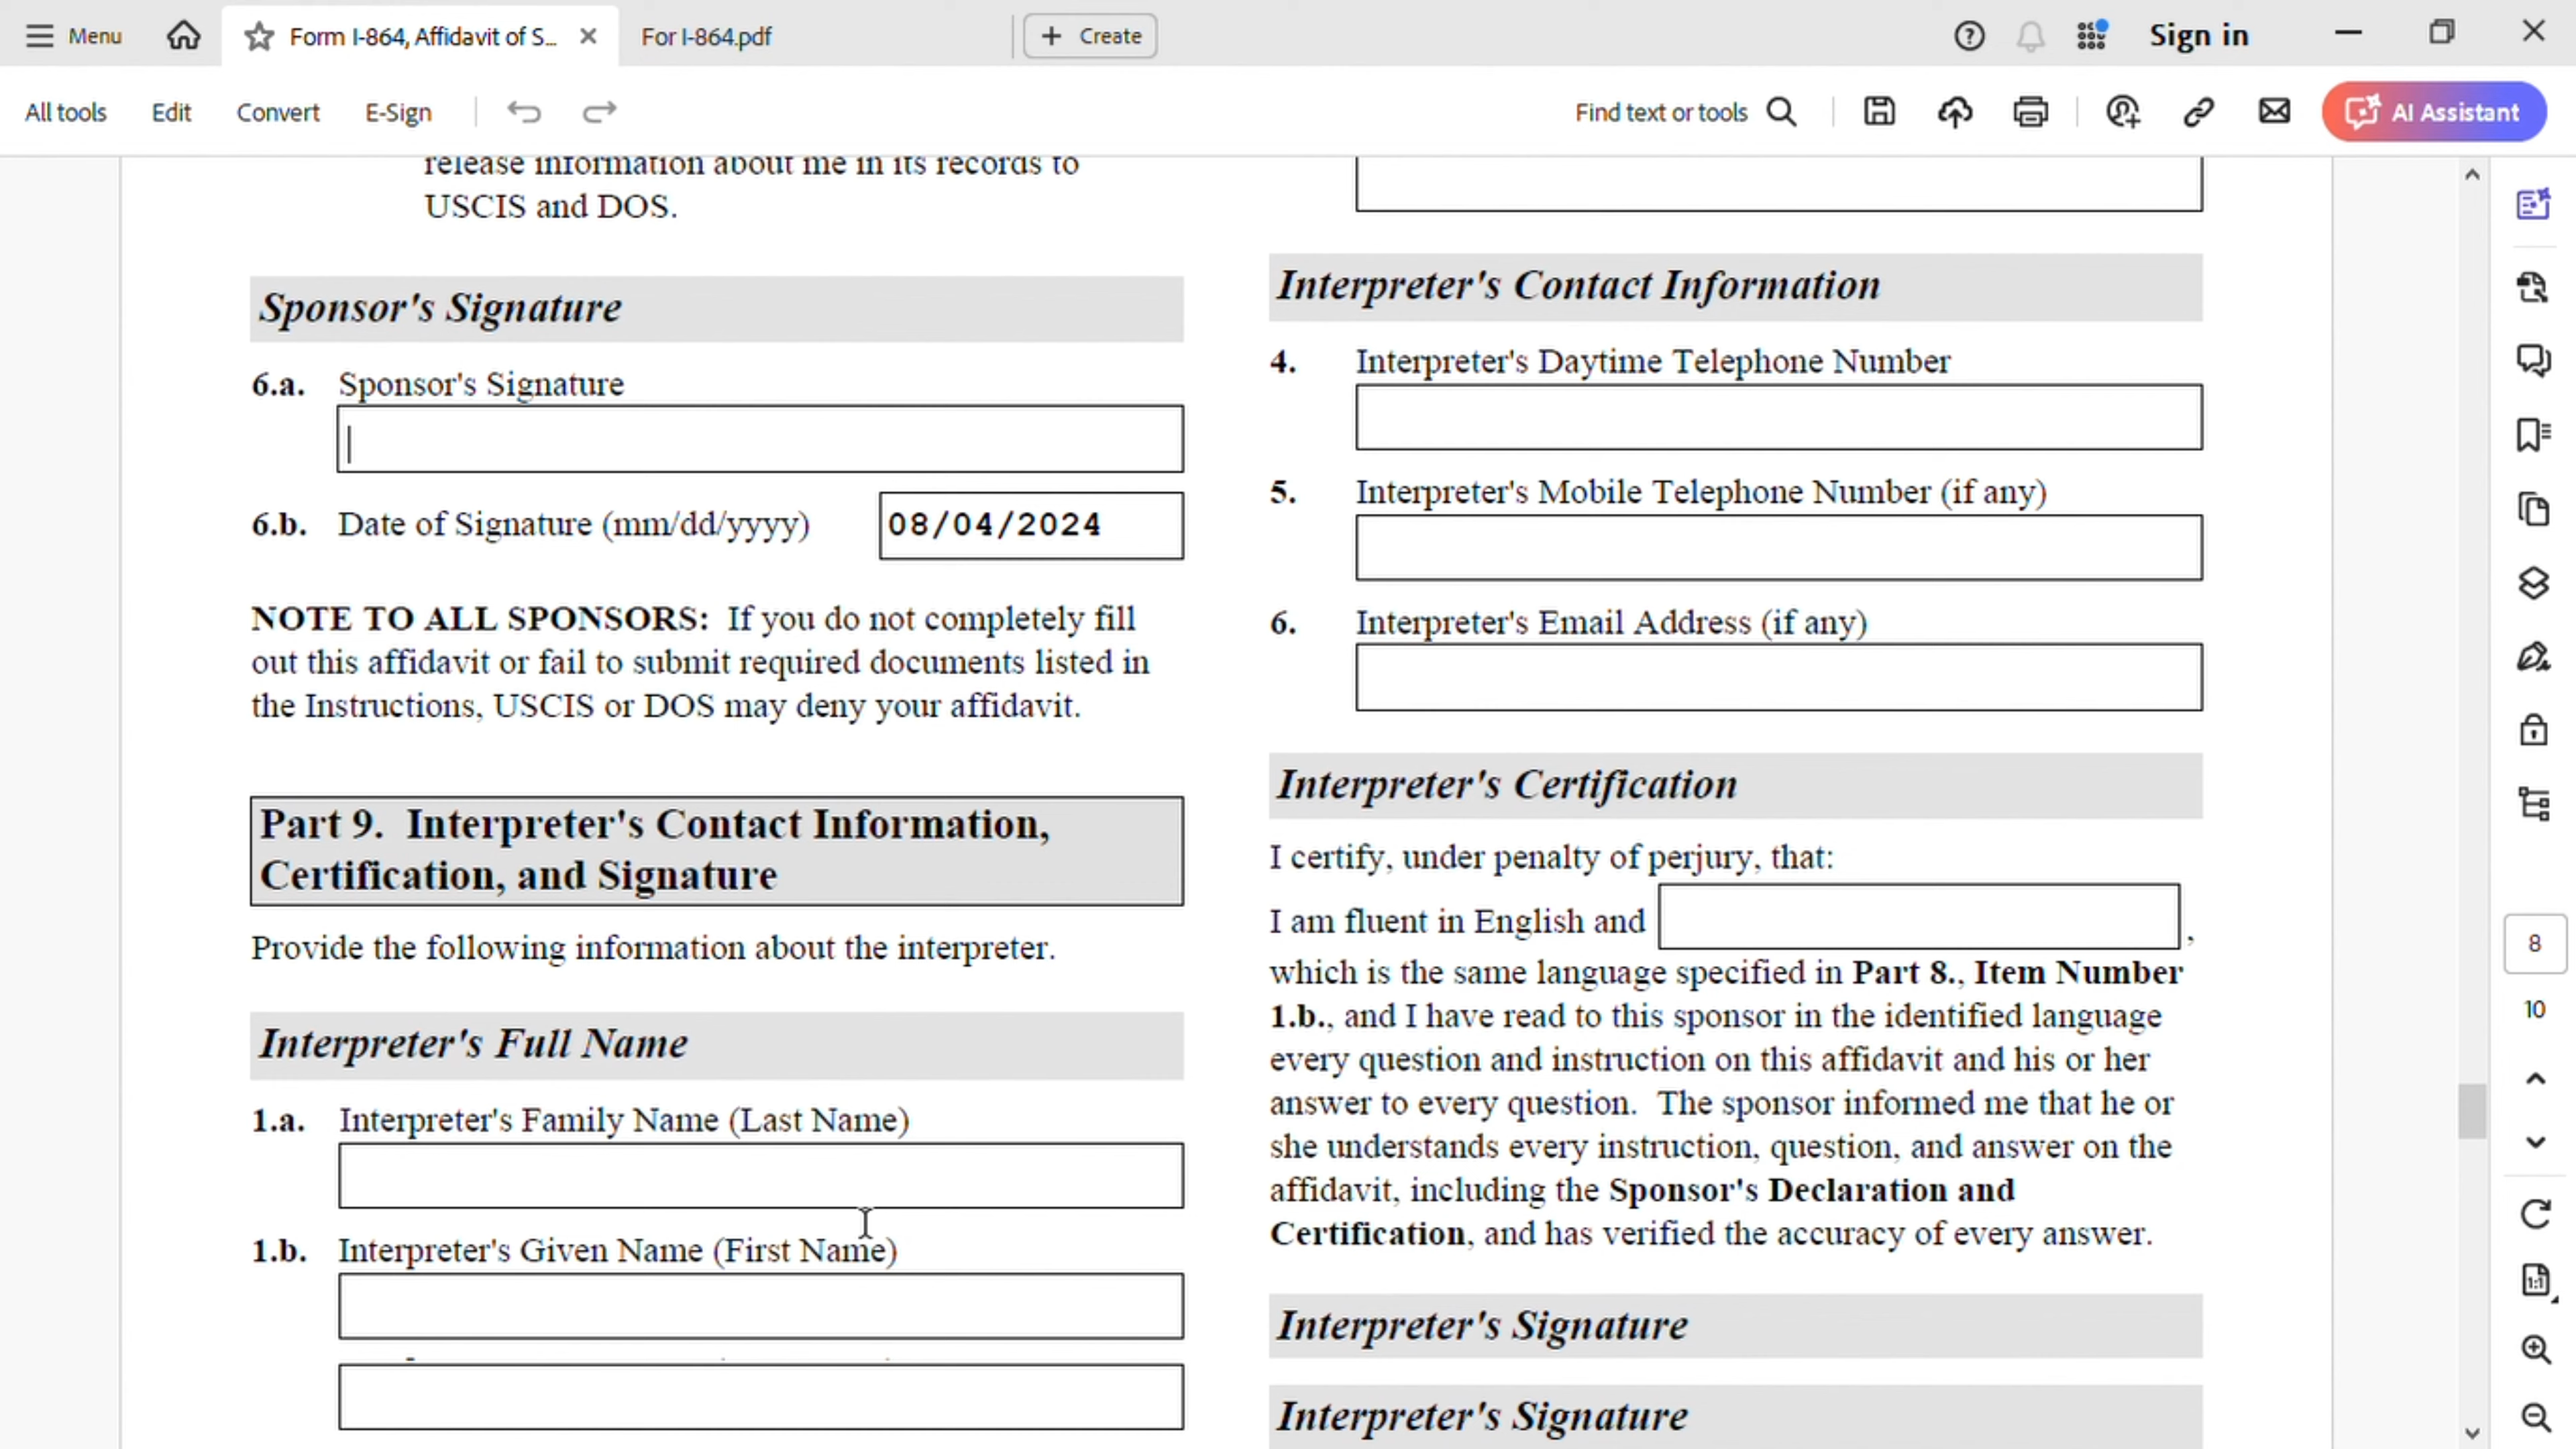 Menu
Form I-864, Affidavit of S...
For I-864.pdf
Create
Sign in
All tools
Edit
Convert
E-Sign
Find text or tools
AI Assistant
release information about me in its records to
USCIS and DOS.
Sponsor's Signature
6.a. Sponsor's Signature
6.b. Date of Signature (mm/dd/yyyy) 08/04/2024
NOTE TO ALL SPONSORS: If you do not completely fill
out this affidavit or fail to submit required documents listed in
the Instructions, USCIS or DOS may deny your affidavit.
Part 9. Interpreter's Contact Information,
Certification, and Signature
Provide the following information about the interpreter.
Interpreter's Full Name
1.a. Interpreter's Family Name (Last Name)
1.b. Interpreter's Given Name (First Name)
Interpreter's Contact Information
4. Interpreter's Daytime Telephone Number
5. Interpreter's Mobile Telephone Number (if any)
6. Interpreter's Email Address (if any)
Interpreter's Certification
I certify, under penalty of perjury, that:
I am fluent in English and ,
which is the same language specified in Part 8., Item Number
1.b., and I have read to this sponsor in the identified language
every question and instruction on this affidavit and his or her
answer to every question. The sponsor informed me that he or
she understands every instruction, question, and answer on the
affidavit, including the Sponsor's Declaration and
Certification, and has verified the accuracy of every answer.
Interpreter's Signature
Interpreter's Signature
8
10
1:1